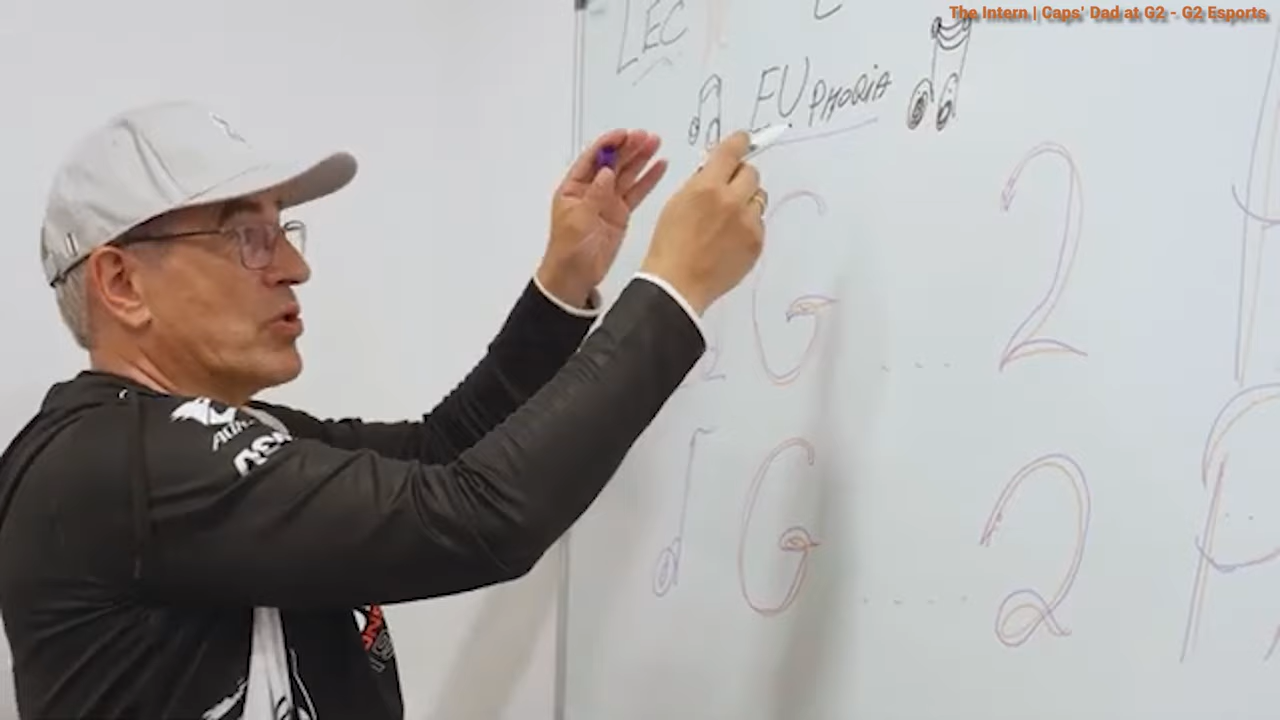 The Intern | Caps' Dad at G2 - G2 Esports
LEC
EUPHORIA
G .... 2
G ...... 2 P